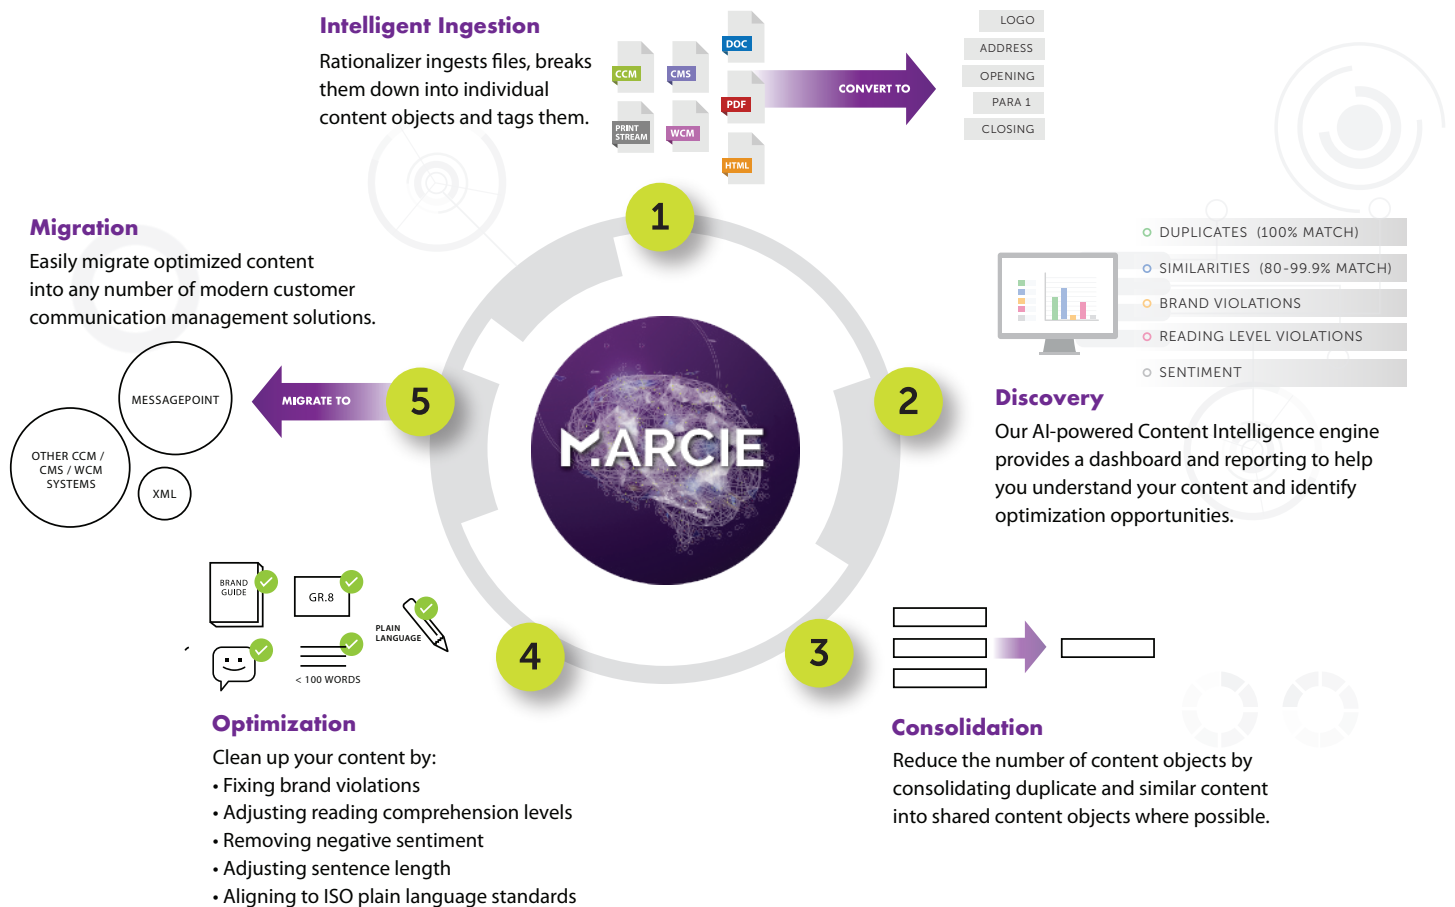 Intelligent Ingestion
Rationalizer ingests files, breaks
them down into individual
content objects and tags them.
CCM
CMS
DOC
PRINT
STREAM
WCM
PDF
HTML
CONVERT TO
LOGO
ADDRESS
OPENING
PARA 1
CLOSING
1
DUPLICATES (100% MATCH)
SIMILARITIES (80-99.9% MATCH)
BRAND VIOLATIONS
READING LEVEL VIOLATIONS
SENTIMENT
2
Discovery
Our AI-powered Content Intelligence engine
provides a dashboard and reporting to help
you understand your content and identify
optimization opportunities.
MARCIE
3
Consolidation
Reduce the number of content objects by
consolidating duplicate and similar content
into shared content objects where possible.
4
BRAND
GUIDE
GR.8
PLAIN
LANGUAGE
< 100 WORDS
Optimization
Clean up your content by:
• Fixing brand violations
• Adjusting reading comprehension levels
• Removing negative sentiment
• Adjusting sentence length
• Aligning to ISO plain language standards
5
Migration
Easily migrate optimized content
into any number of modern customer
communication management solutions.
MIGRATE TO
MESSAGEPOINT
OTHER CCM /
CMS / WCM
SYSTEMS
XML